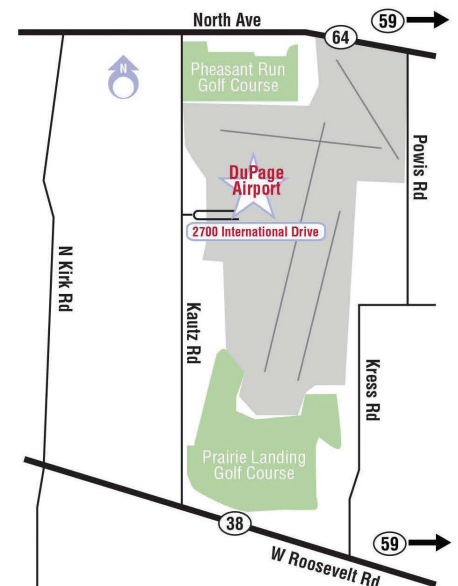 North Ave
59
64
N
Pheasant Run
Golf Course
Powis Rd
DuPage
Airport
2700 International Drive
N Kirk Rd
Kautz Rd
Kress Rd
Prairie Landing
Golf Course
38
59
W Roosevelt Rd